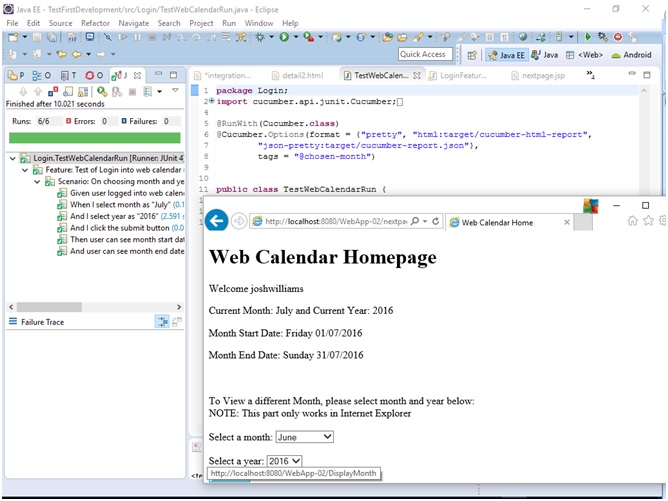 Java EE - TestFirstDevelopment/src/Login/TestWebCalendarRun.java - Eclipse
File Edit Source Refactor Navigate Search Project Run Window Help
Quick Access
Java EE
Java
<Web>
Android
P
E
T
O
J
*integration...
detail2.html
TestWebCalen...
LoginFeatur...
nextpage.jsp
»4
Finished after 10.021 seconds
Runs: 6/6
Errors: 0
Failures: 0
Login.TestWebCalendarRun [Runner: JUnit 4]
Feature: Test of Login into web calendar
Scenario: On choosing month and ye
Given user logged into web calen
When I select month as "July" (0.1
And I select year as "2016" (2.591 s
And I click the submit button (0.0
Then user can see month start dat
And user can see month end date
Failure Trace
1 package Login;
2 import cucumber.api.junit.Cucumber;
5 @RunWith(Cucumber.class)
6 @Cucumber.Options(format = {"pretty", "html:target/cucumber-html-report",
7 "json-pretty:target/cucumber-report.json"},
8 tags = "@chosen-month")
9
11 public class TestWebCalendarRun {
http://localhost:8080/WebApp-02/nextpa
Web Calendar Home
Web Calendar Homepage
Welcome joshwilliams
Current Month: July and Current Year: 2016
Month Start Date: Friday 01/07/2016
Month End Date: Sunday 31/07/2016
To View a different Month, please select month and year below:
NOTE: This part only works in Internet Explorer
Select a month: June
Select a year: 2016
http://localhost:8080/WebApp-02/DisplayMonth